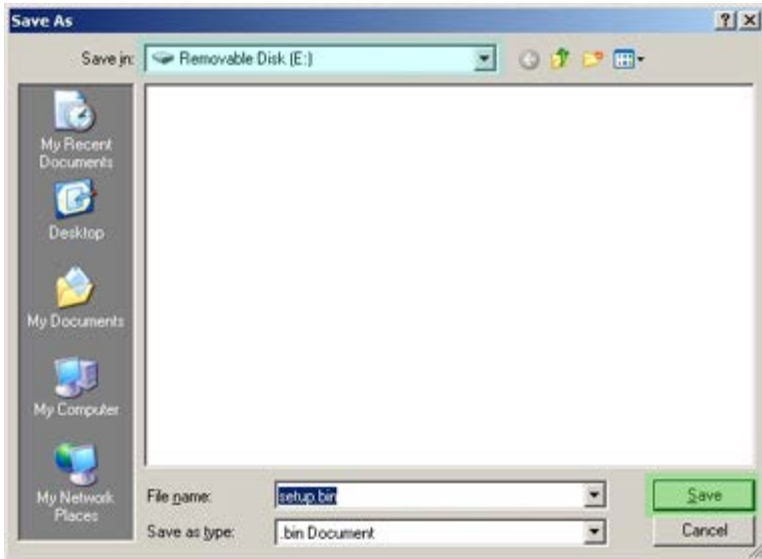 Save As
Save in: Removable Disk (E:)
My Recent
Documents
Desktop
My Documents
My Computer
My Network
Places
File name: setup.bin
Save
Save as type: .bin Document
Cancel